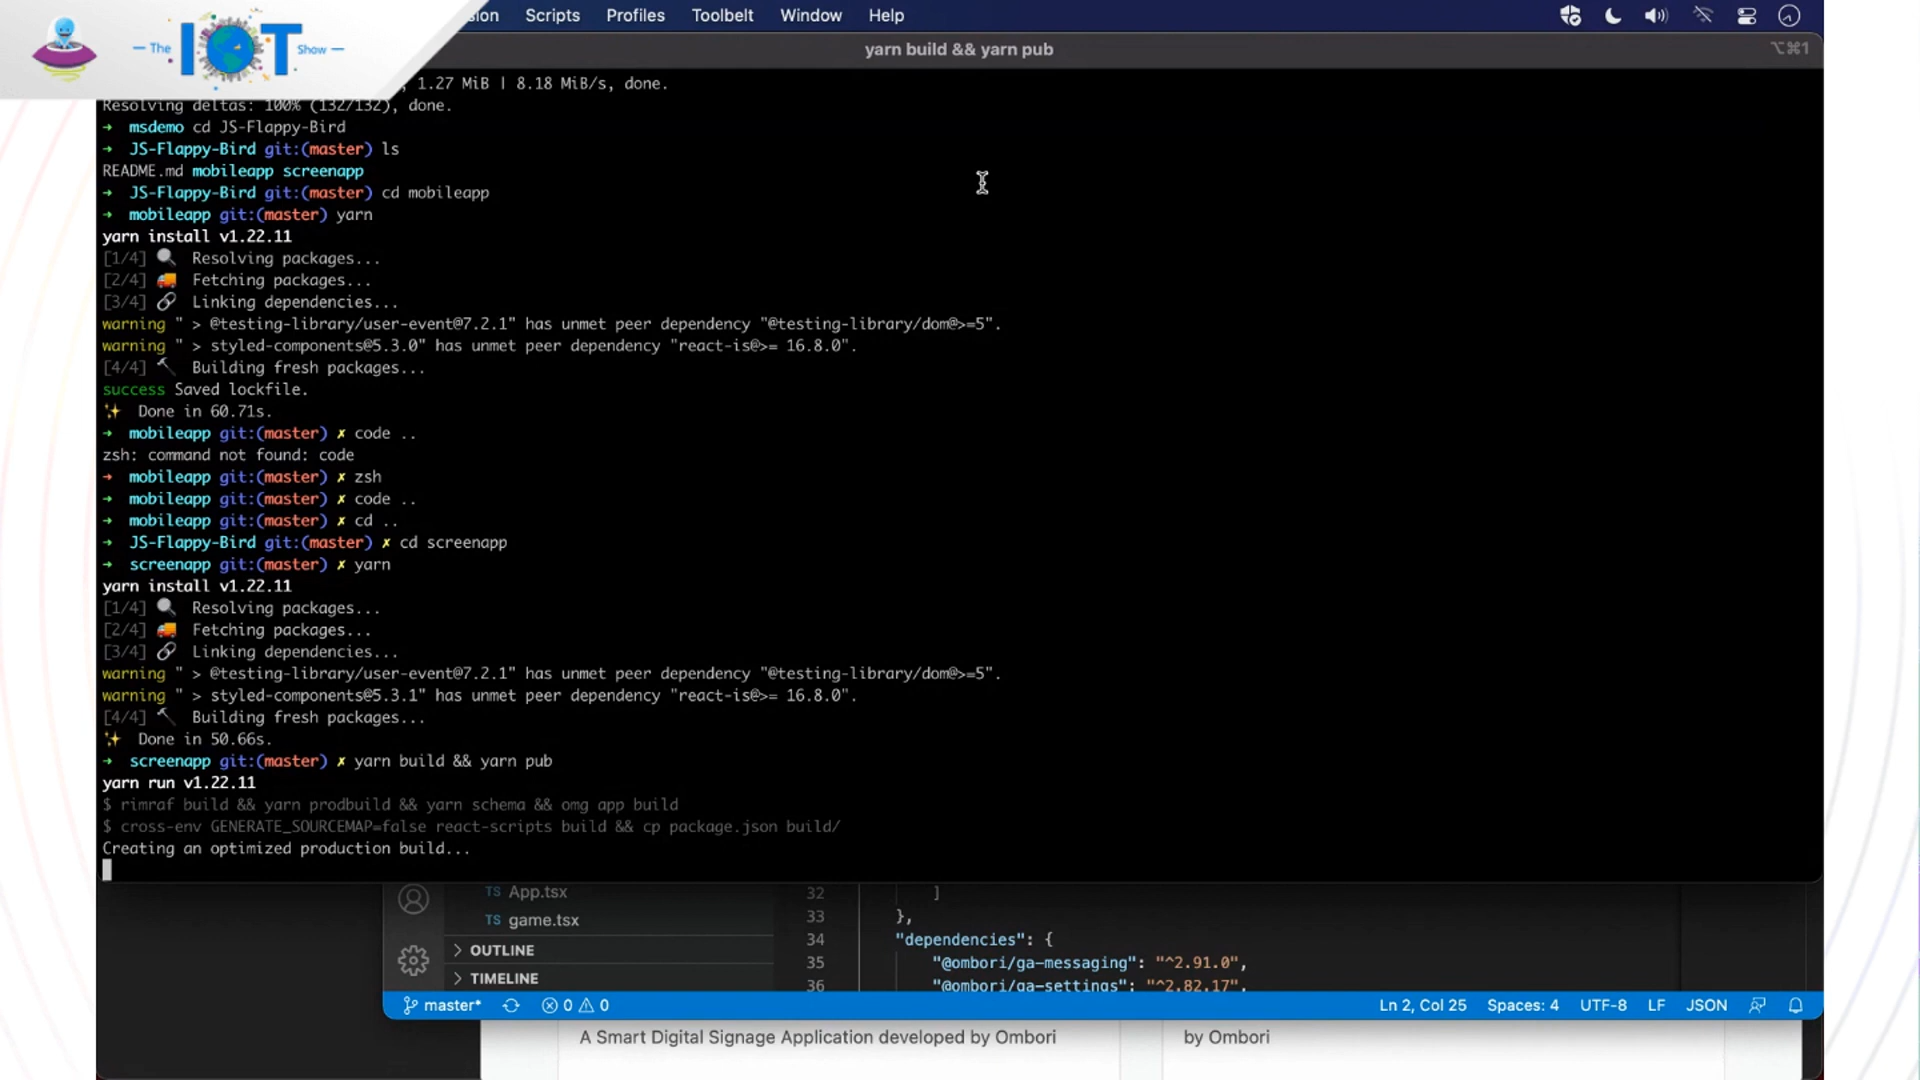 The IOT Show
sion Scripts Profiles Toolbelt Window Help
yarn build && yarn pub
⌥⌘1
, 1.27 MiB | 8.18 MiB/s, done.
Resolving deltas: 100% (132/132), done.
➜ msdemo cd JS-Flappy-Bird
➜ JS-Flappy-Bird git:(master) ls
README.md mobileapp screenapp
➜ JS-Flappy-Bird git:(master) cd mobileapp
➜ mobileapp git:(master) yarn
yarn install v1.22.11
[1/4] 🔍 Resolving packages...
[2/4] 🚚 Fetching packages...
[3/4] 🔗 Linking dependencies...
warning " > @testing-library/user-event@7.2.1" has unmet peer dependency "@testing-library/dom@>=5".
warning " > styled-components@5.3.0" has unmet peer dependency "react-is@>= 16.8.0".
[4/4] 🔨 Building fresh packages...
success Saved lockfile.
✨ Done in 60.71s.
➜ mobileapp git:(master) ✗ code ..
zsh: command not found: code
➜ mobileapp git:(master) ✗ zsh
➜ mobileapp git:(master) ✗ code ..
➜ mobileapp git:(master) ✗ cd ..
➜ JS-Flappy-Bird git:(master) ✗ cd screenapp
➜ screenapp git:(master) ✗ yarn
yarn install v1.22.11
[1/4] 🔍 Resolving packages...
[2/4] 🚚 Fetching packages...
[3/4] 🔗 Linking dependencies...
warning " > @testing-library/user-event@7.2.1" has unmet peer dependency "@testing-library/dom@>=5".
warning " > styled-components@5.3.1" has unmet peer dependency "react-is@>= 16.8.0".
[4/4] 🔨 Building fresh packages...
✨ Done in 50.66s.
➜ screenapp git:(master) ✗ yarn build && yarn pub
yarn run v1.22.11
$ rimraf build && yarn prodbuild && yarn schema && omg app build
$ cross-env GENERATE_SOURCEMAP=false react-scripts build && cp package.json build/
Creating an optimized production build...
TS App.tsx
TS game.tsx
OUTLINE
TIMELINE
32 ]
33 },
34 "dependencies": {
35 "@ombori/ga-messaging": "^2.91.0",
36 "@ombori/ga-settings": "^2.82.17",
master* 0 0 Ln 2, Col 25 Spaces: 4 UTF-8 LF JSON
A Smart Digital Signage Application developed by Ombori
by Ombori